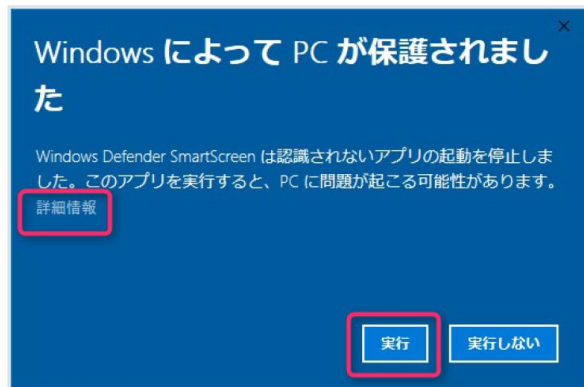 Windows によって PC が保護されまし
た
Windows Defender SmartScreen は認識されないアプリの起動を停止しま
した。このアプリを実行すると、PC に問題が起こる可能性があります。
詳細情報
実行
実行しない